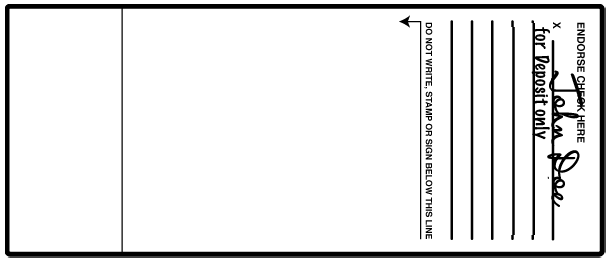 ENDORSE CHECK HERE
X John Doe
for Deposit only
DO NOT WRITE, STAMP OR SIGN BELOW THIS LINE